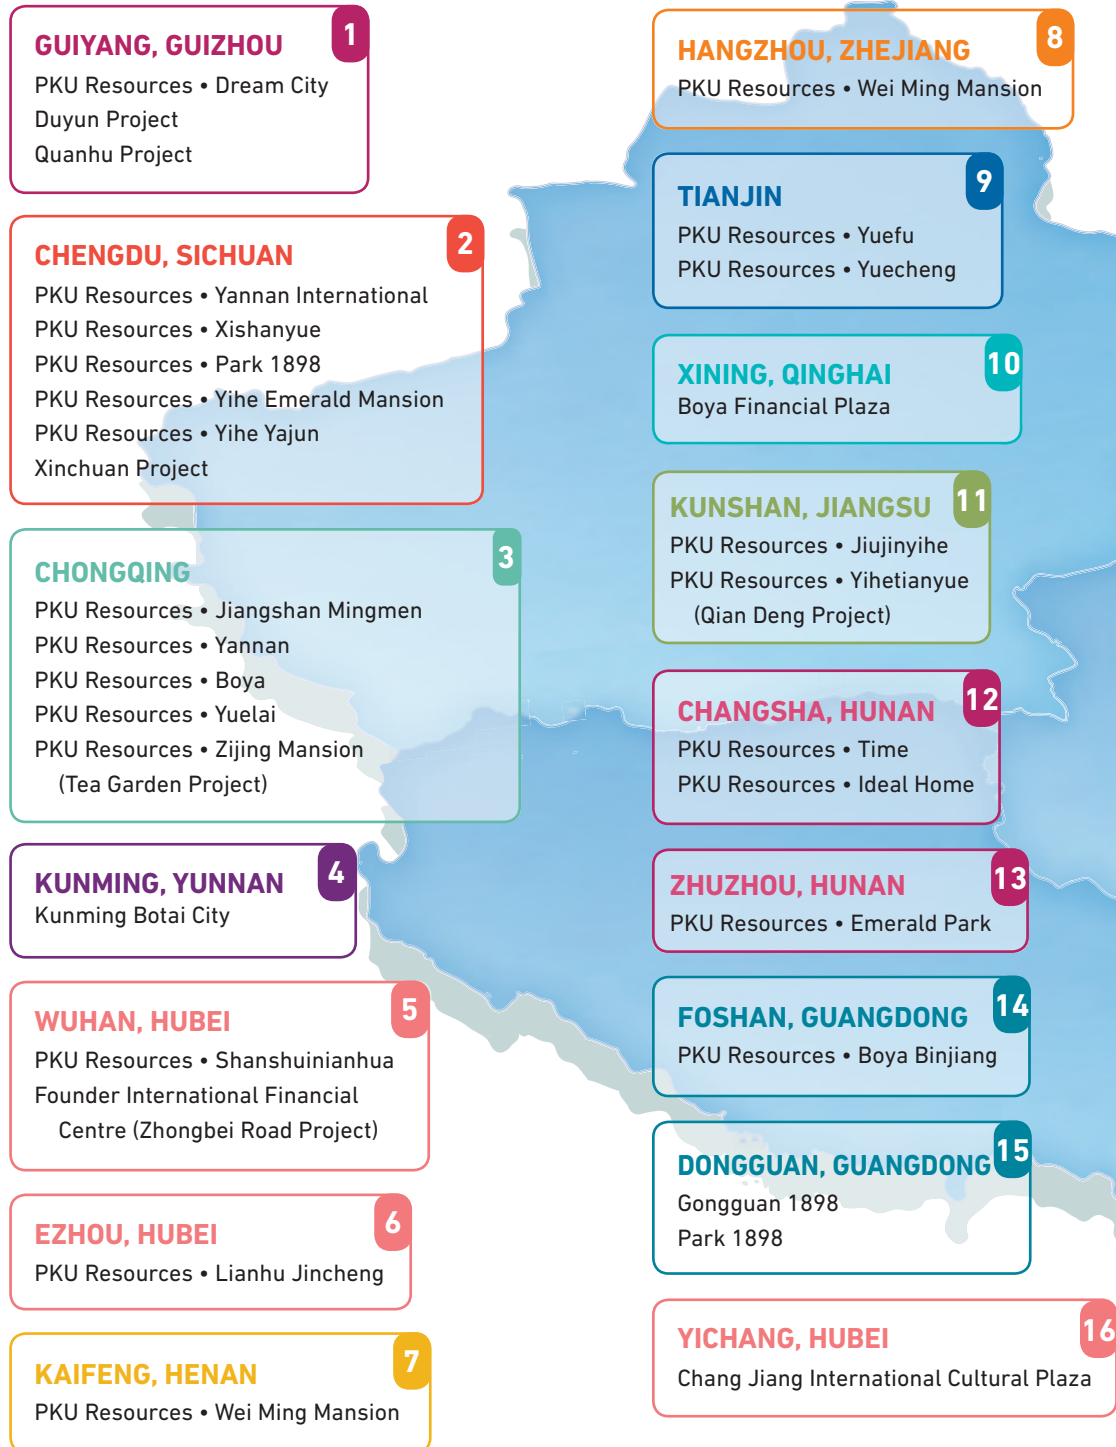 1
GUIYANG, GUIZHOU
PKU Resources • Dream City
Duyun Project
Quanhu Project
2
CHENGDU, SICHUAN
PKU Resources • Yannan International
PKU Resources • Xishanyue
PKU Resources • Park 1898
PKU Resources • Yihe Emerald Mansion
PKU Resources • Yihe Yajun
Xinchuan Project
3
CHONGQING
PKU Resources • Jiangshan Mingmen
PKU Resources • Yannan
PKU Resources • Boya
PKU Resources • Yuelai
PKU Resources • Zijing Mansion
(Tea Garden Project)
4
KUNMING, YUNNAN
Kunming Botai City
5
WUHAN, HUBEI
PKU Resources • Shanshuinianhua
Founder International Financial
Centre (Zhongbei Road Project)
6
EZHOU, HUBEI
PKU Resources • Lianhu Jincheng
7
KAIFENG, HENAN
PKU Resources • Wei Ming Mansion
8
HANGZHOU, ZHEJIANG
PKU Resources • Wei Ming Mansion
9
TIANJIN
PKU Resources • Yuefu
PKU Resources • Yuecheng
10
XINING, QINGHAI
Boya Financial Plaza
11
KUNSHAN, JIANGSU
PKU Resources • Jiujinyihe
PKU Resources • Yihetianyue
(Qian Deng Project)
12
CHANGSHA, HUNAN
PKU Resources • Time
PKU Resources • Ideal Home
13
ZHUZHOU, HUNAN
PKU Resources • Emerald Park
14
FOSHAN, GUANGDONG
PKU Resources • Boya Binjiang
15
DONGGUAN, GUANGDONG
Gongguan 1898
Park 1898
16
YICHANG, HUBEI
Chang Jiang International Cultural Plaza